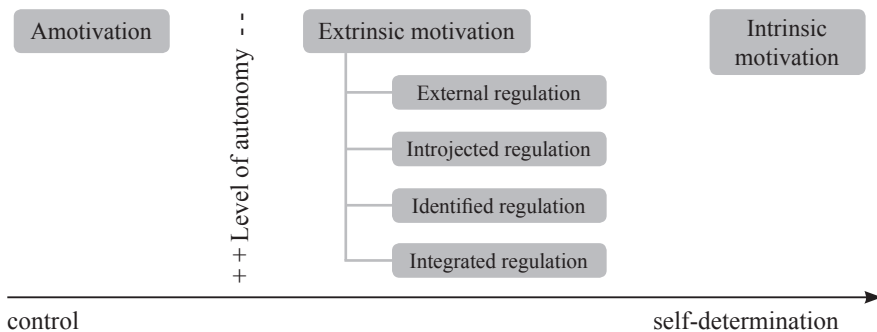 Amotivation
+ + Level of autonomy - -
Extrinsic motivation
External regulation
Introjected regulation
Identified regulation
Integrated regulation
Intrinsic
motivation
control
self-determination